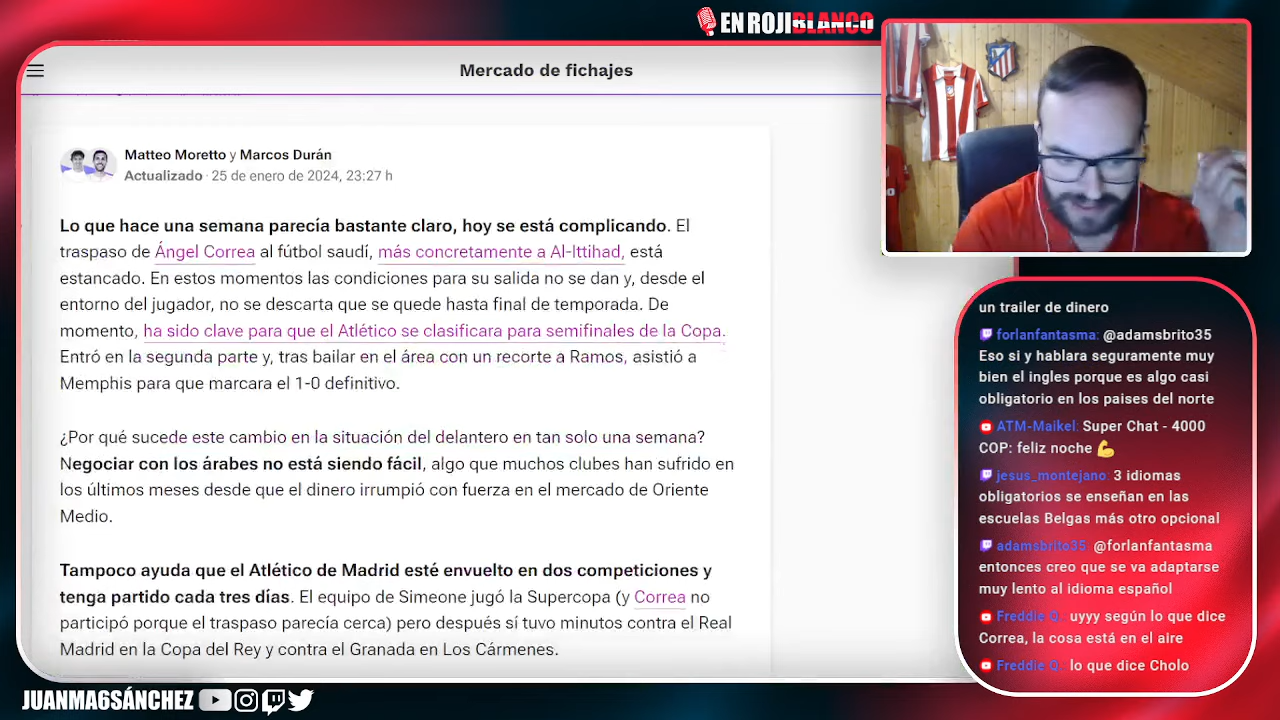 EN ROJIBLANCO
Mercado de fichajes
Matteo Moretto y Marcos Durán
Actualizado · 25 de enero de 2024, 23:27 h
Lo que hace una semana parecía bastante claro, hoy se está complicando. El
traspaso de Ángel Correa al fútbol saudí, más concretamente a Al-Ittihad, está
estancado. En estos momentos las condiciones para su salida no se dan y, desde el
entorno del jugador, no se descarta que se quede hasta final de temporada. De
momento, ha sido clave para que el Atlético se clasificara para semifinales de la Copa.
Entró en la segunda parte y, tras bailar en el área con un recorte a Ramos, asistió a
Memphis para que marcara el 1-0 definitivo.
¿Por qué sucede este cambio en la situación del delantero en tan solo una semana?
Negociar con los árabes no está siendo fácil, algo que muchos clubes han sufrido en
los últimos meses desde que el dinero irrumpió con fuerza en el mercado de Oriente
Medio.
Tampoco ayuda que el Atlético de Madrid esté envuelto en dos competiciones y
tenga partido cada tres días. El equipo de Simeone jugó la Supercopa (y Correa no
participó porque el traspaso parecía cerca) pero después sí tuvo minutos contra el Real
Madrid en la Copa del Rey y contra el Granada en Los Cármenes.
un trailer de dinero
forlanfantasma: @adamsbrito35
Eso si y hablara seguramente muy
bien el ingles porque es algo casi
obligatorio en los paises del norte
ATM-Maikel: Super Chat - 4000
COP: feliz noche 💪
jesus_montejano: 3 idiomas
obligatorios se enseñan en las
escuelas Belgas más otro opcional
adamsbrito35: @forlanfantasma
entonces creo que se va adaptarse
muy lento al idioma español
Freddie Q.: uyyy según lo que dice
Correa, la cosa está en el aire
Freddie Q.: lo que dice Cholo
JUANMA6SÁNCHEZ